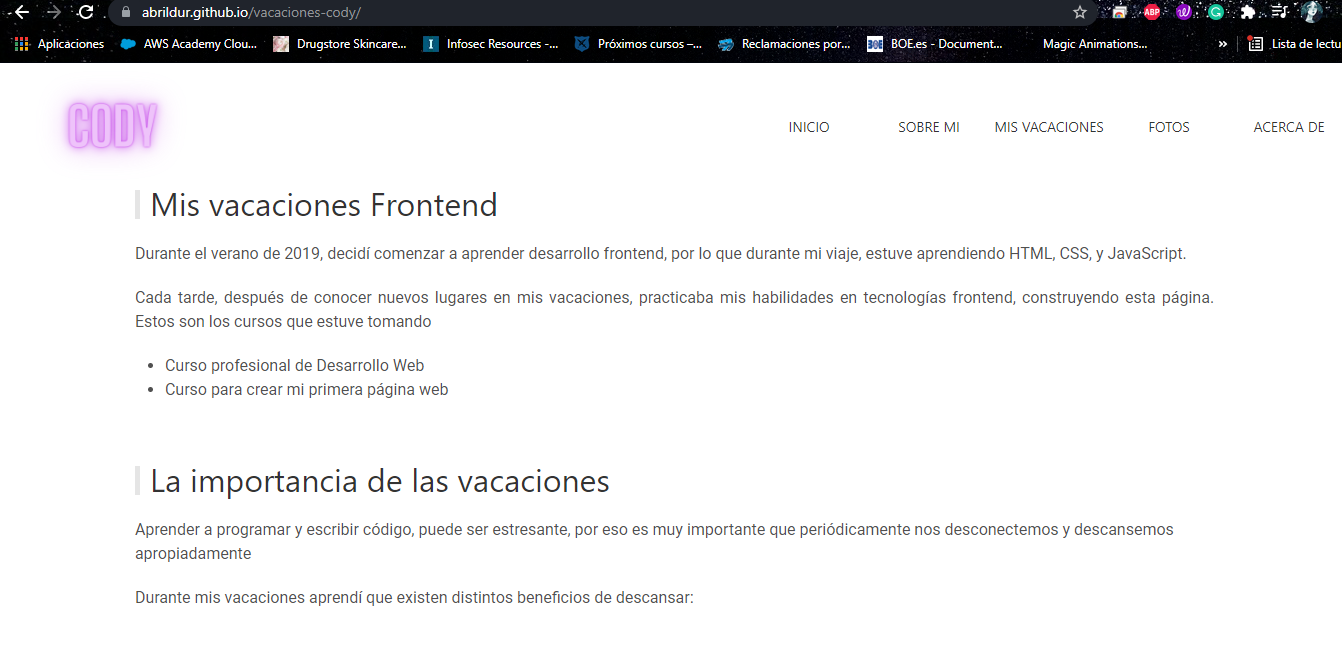 abrildur.github.io/vacaciones-cody/
ABP
Aplicaciones AWS Academy Clou... Drugstore Skincare... I Infosec Resources -... Próximos cursos –... Reclamaciones por... BOE BOE.es - Document... Magic Animations... » Lista de lectu
CODY
INICIO SOBRE MI MIS VACACIONES FOTOS ACERCA DE
Mis vacaciones Frontend
Durante el verano de 2019, decidí comenzar a aprender desarrollo frontend, por lo que durante mi viaje, estuve aprendiendo HTML, CSS, y JavaScript.
Cada tarde, después de conocer nuevos lugares en mis vacaciones, practicaba mis habilidades en tecnologías frontend, construyendo esta página.
Estos son los cursos que estuve tomando
• Curso profesional de Desarrollo Web
• Curso para crear mi primera página web
La importancia de las vacaciones
Aprender a programar y escribir código, puede ser estresante, por eso es muy importante que periódicamente nos desconectemos y descansemos
apropiadamente
Durante mis vacaciones aprendí que existen distintos beneficios de descansar: